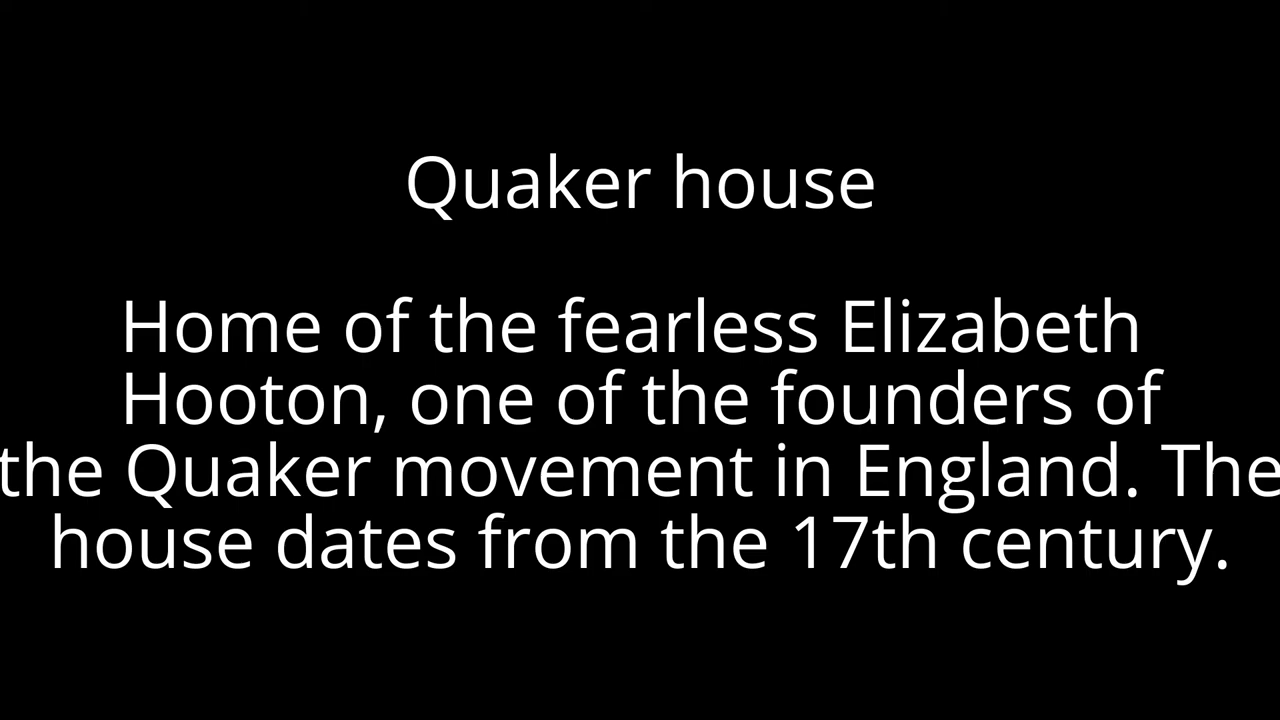 Quaker house
Home of the fearless Elizabeth
Hooton, one of the founders of
the Quaker movement in England. The
house dates from the 17th century.